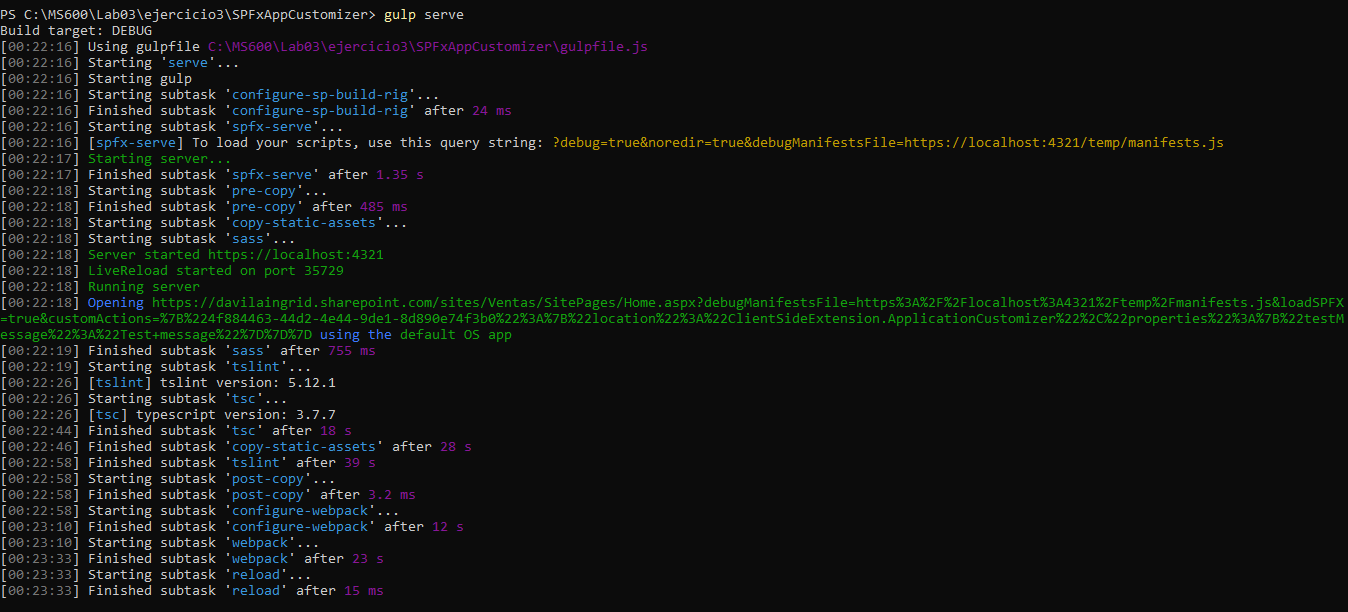 PS C:\MS600\Lab03\ejercicio3\SPFxAppCustomizer> gulp serve
Build target: DEBUG
[00:22:16] Using gulpfile C:\MS600\Lab03\ejercicio3\SPFxAppCustomizer\gulpfile.js
[00:22:16] Starting 'serve'...
[00:22:16] Starting gulp
[00:22:16] Starting subtask 'configure-sp-build-rig'...
[00:22:16] Finished subtask 'configure-sp-build-rig' after 24 ms
[00:22:16] Starting subtask 'spfx-serve'...
[00:22:16] [spfx-serve] To load your scripts, use this query string: ?debug=true&noredir=true&debugManifestsFile=https://localhost:4321/temp/manifests.js
[00:22:17] Starting server...
[00:22:17] Finished subtask 'spfx-serve' after 1.35 s
[00:22:18] Starting subtask 'pre-copy'...
[00:22:18] Finished subtask 'pre-copy' after 485 ms
[00:22:18] Starting subtask 'copy-static-assets'...
[00:22:18] Starting subtask 'sass'...
[00:22:18] Server started https://localhost:4321
[00:22:18] LiveReload started on port 35729
[00:22:18] Running server
[00:22:18] Opening https://davilaingrid.sharepoint.com/sites/Ventas/SitePages/Home.aspx?debugManifestsFile=https%3A%2F%2Flocalhost%3A4321%2Ftemp%2Fmanifests.js&loadSPFX
=true&customActions=%7B%224f884463-44d2-4e44-9de1-8d890e74f3b0%22%3A%7B%22location%22%3A%22ClientSideExtension.ApplicationCustomizer%22%2C%22properties%22%3A%7B%22testM
essage%22%3A%22Test+message%22%7D%7D%7D using the default OS app
[00:22:19] Finished subtask 'sass' after 755 ms
[00:22:19] Starting subtask 'tslint'...
[00:22:26] [tslint] tslint version: 5.12.1
[00:22:26] Starting subtask 'tsc'...
[00:22:26] [tsc] typescript version: 3.7.7
[00:22:44] Finished subtask 'tsc' after 18 s
[00:22:46] Finished subtask 'copy-static-assets' after 28 s
[00:22:58] Finished subtask 'tslint' after 39 s
[00:22:58] Starting subtask 'post-copy'...
[00:22:58] Finished subtask 'post-copy' after 3.2 ms
[00:22:58] Starting subtask 'configure-webpack'...
[00:23:10] Finished subtask 'configure-webpack' after 12 s
[00:23:10] Starting subtask 'webpack'...
[00:23:33] Finished subtask 'webpack' after 23 s
[00:23:33] Starting subtask 'reload'...
[00:23:33] Finished subtask 'reload' after 15 ms